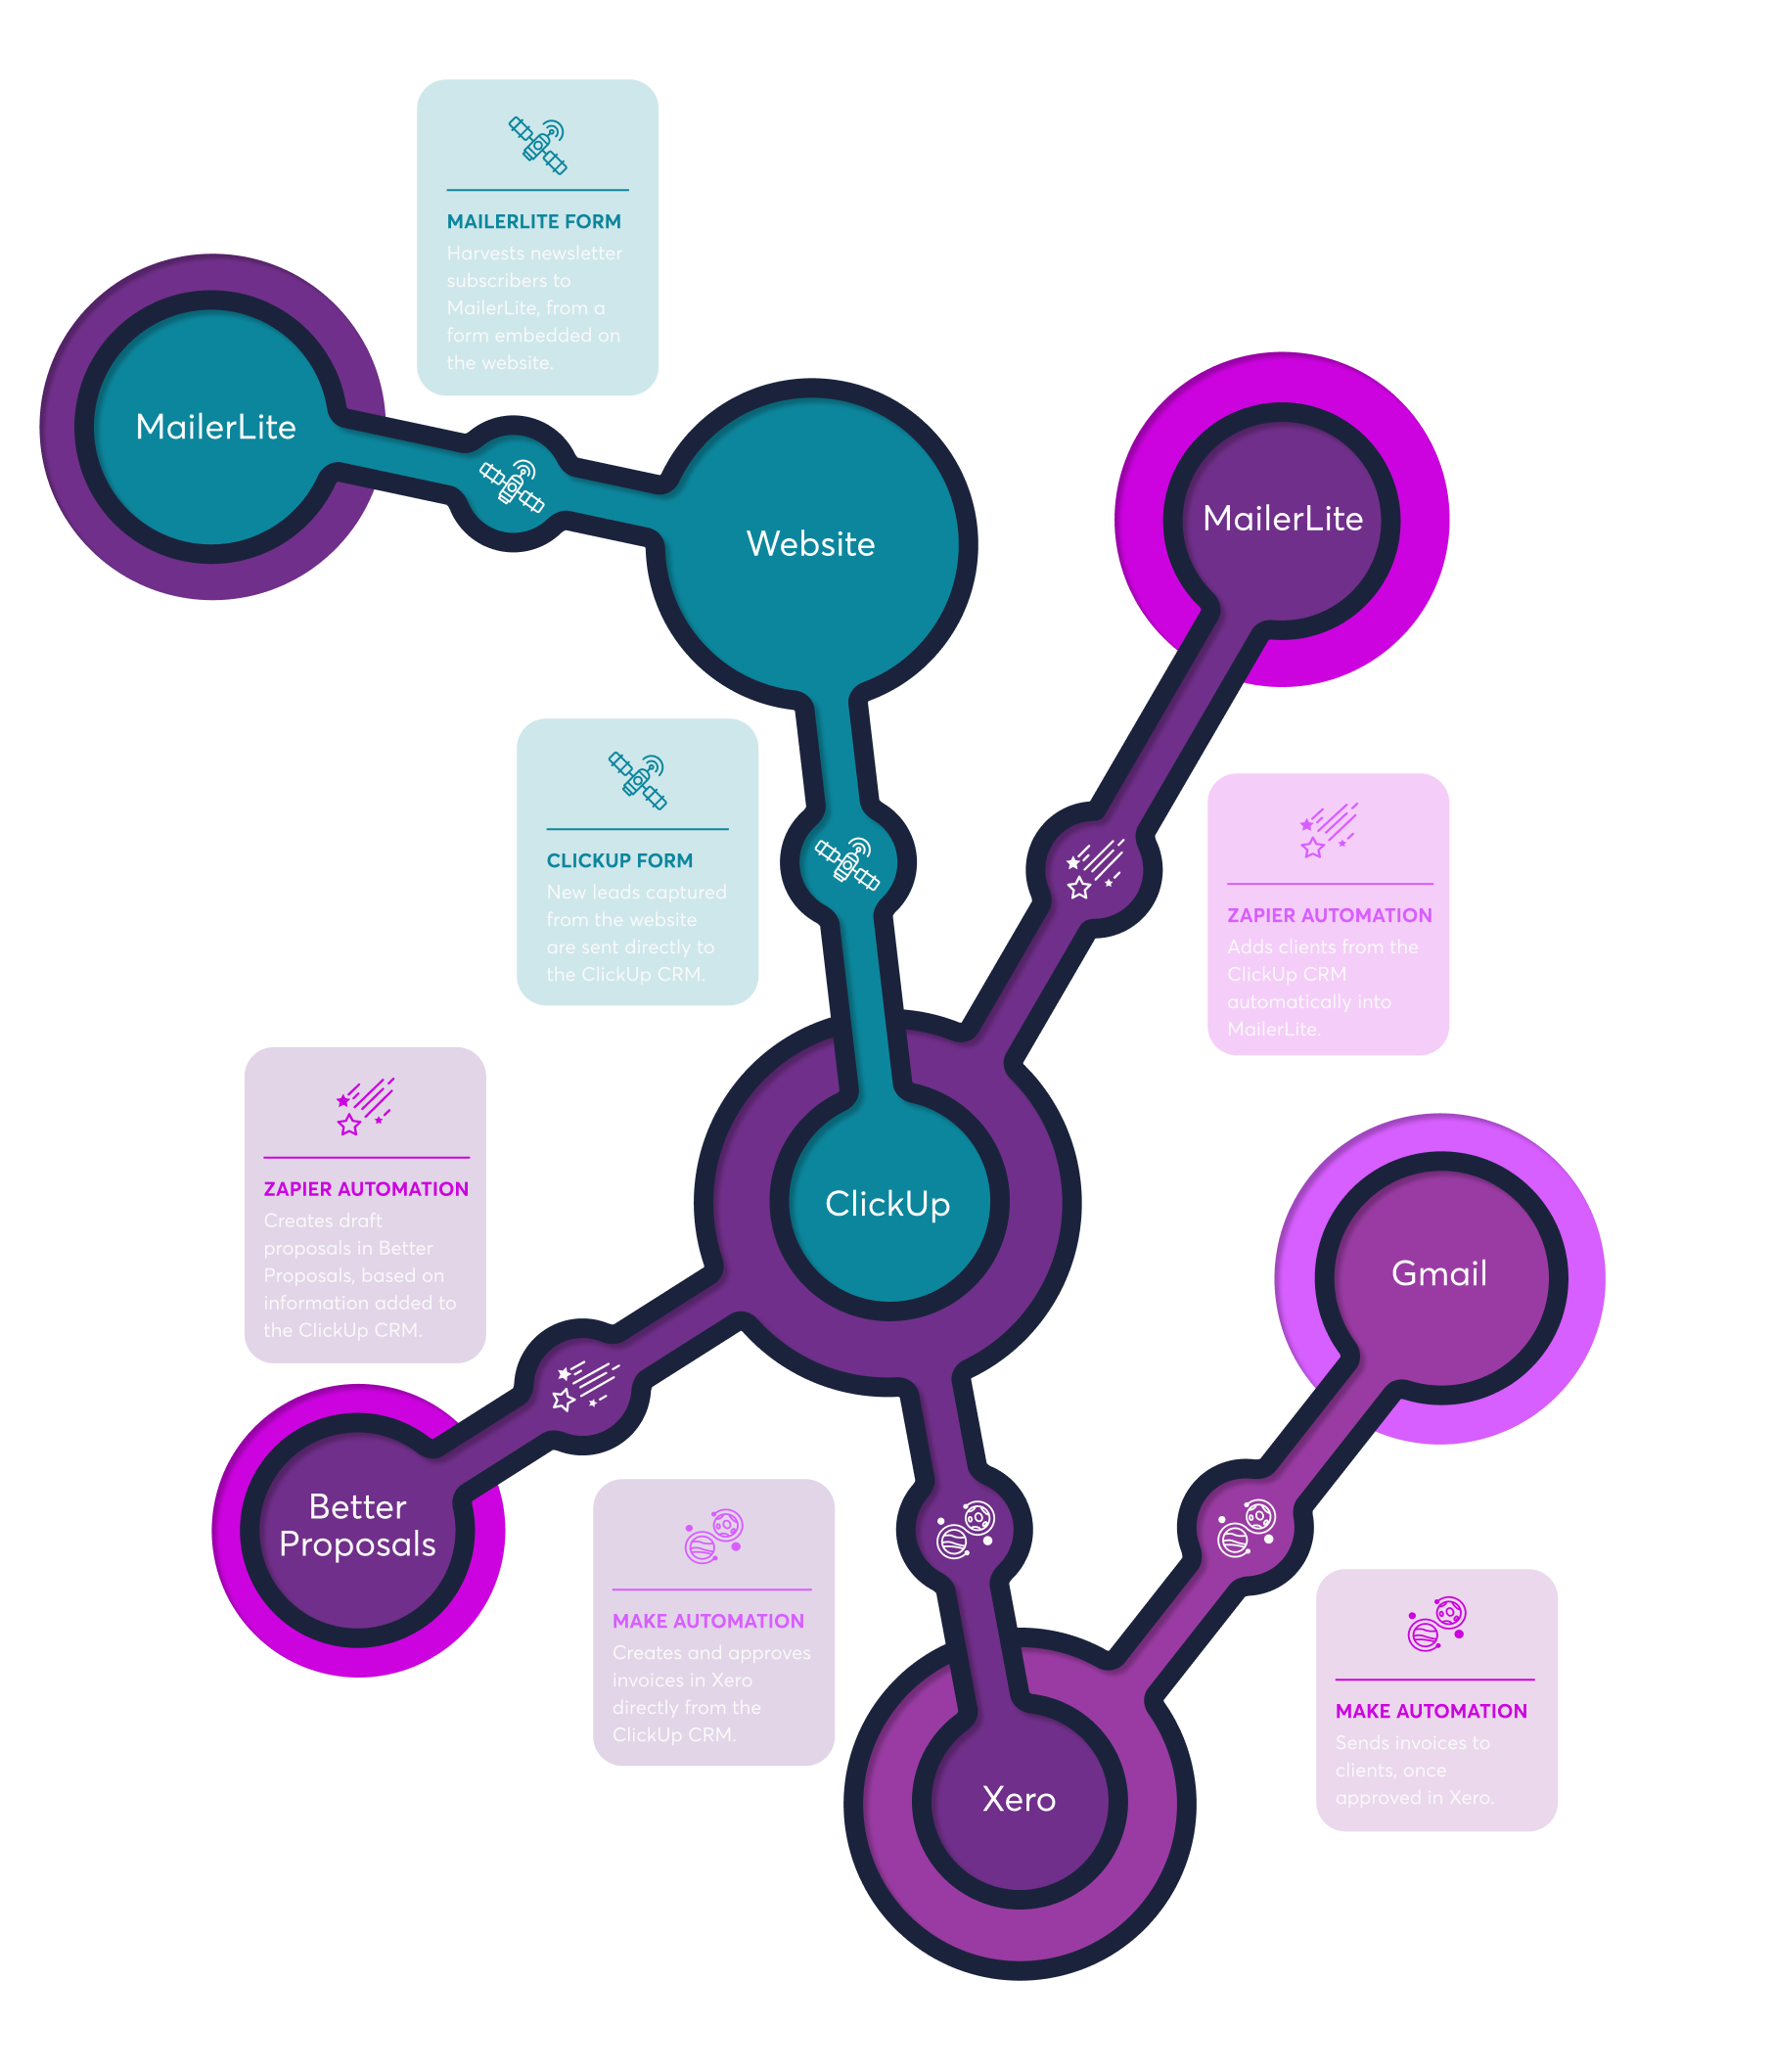 MAILERLITE FORM
Harvests newsletter
subscribers to
MailerLite, from a
form embedded on
the website.
MailerLite
Website
MailerLite
CLICKUP FORM
New leads captured
from the website
are sent directly to
the ClickUp CRM.
ZAPIER AUTOMATION
Adds clients from the
ClickUp CRM
automatically into
MailerLite.
ZAPIER AUTOMATION
Creates draft
proposals in Better
Proposals, based on
information added to
the ClickUp CRM.
ClickUp
Gmail
Better
Proposals
MAKE AUTOMATION
Creates and approves
invoices in Xero
directly from the
ClickUp CRM.
MAKE AUTOMATION
Sends invoices to
clients, once
approved in Xero.
Xero